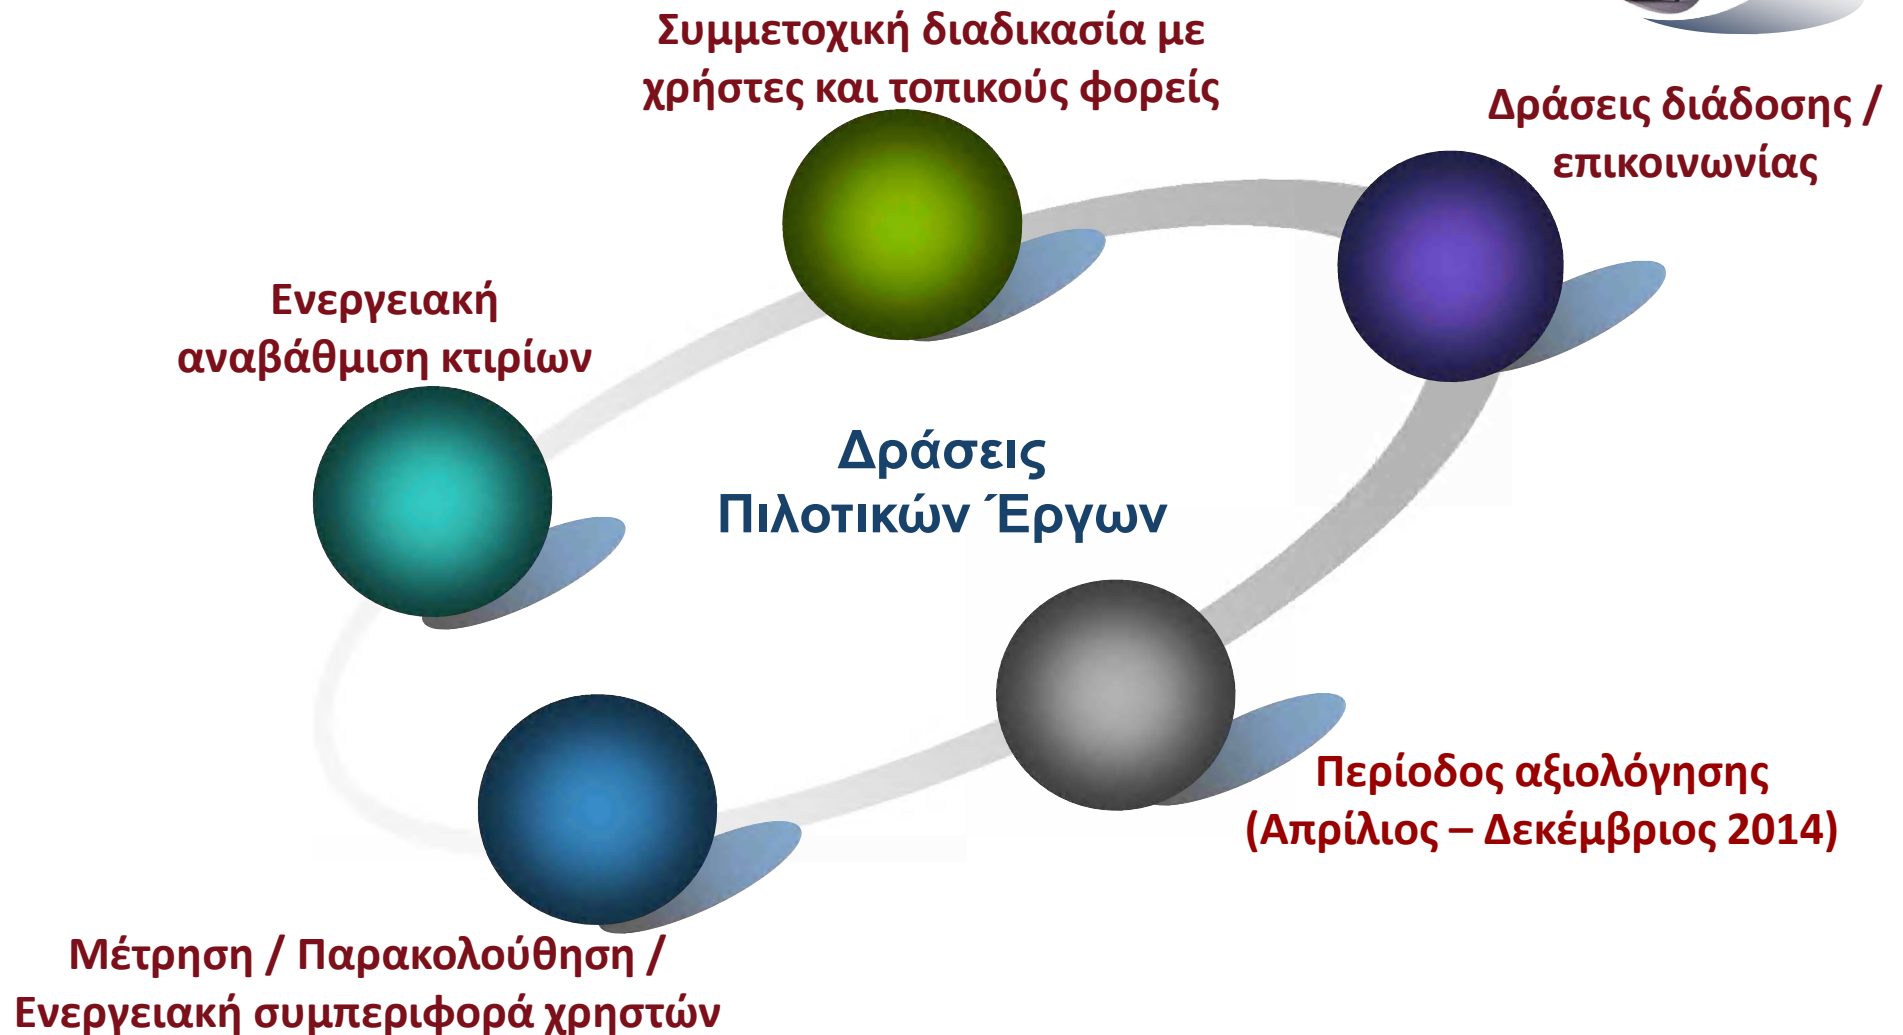 Συμμετοχική διαδικασία με
χρήστες και τοπικούς φορείς
Δράσεις διάδοσης /
επικοινωνίας
Ενεργειακή
αναβάθμιση κτιρίων
Δράσεις
Πιλοτικών Έργων
Περίοδος αξιολόγησης
(Απρίλιος – Δεκέμβριος 2014)
Μέτρηση / Παρακολούθηση /
Ενεργειακή συμπεριφορά χρηστών